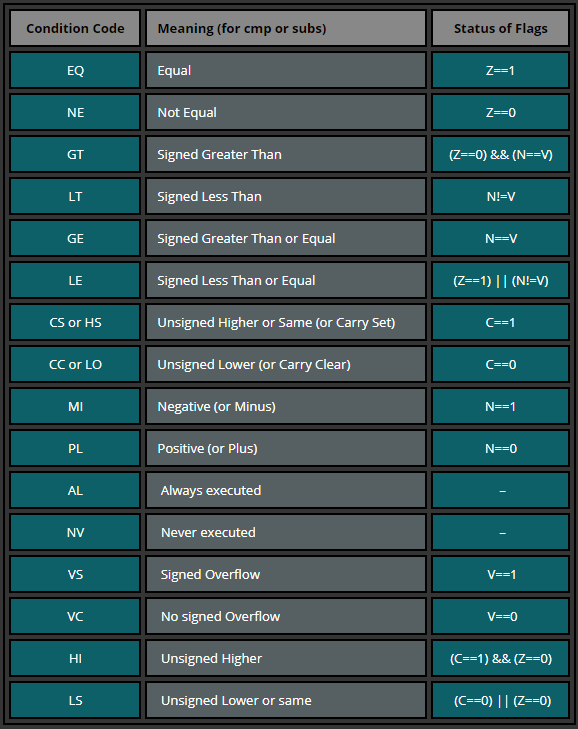 Condition Code Meaning (for cmp or subs) Status of Flags
EQ Equal Z==1
NE Not Equal Z==0
GT Signed Greater Than (Z==0) && (N==V)
LT Signed Less Than N!=V
GE Signed Greater Than or Equal N==V
LE Signed Less Than or Equal (Z==1) || (N!=V)
CS or HS Unsigned Higher or Same (or Carry Set) C==1
CC or LO Unsigned Lower (or Carry Clear) C==0
MI Negative (or Minus) N==1
PL Positive (or Plus) N==0
AL Always executed –
NV Never executed –
VS Signed Overflow V==1
VC No signed Overflow V==0
HI Unsigned Higher (C==1) && (Z==0)
LS Unsigned Lower or same (C==0) || (Z==0)